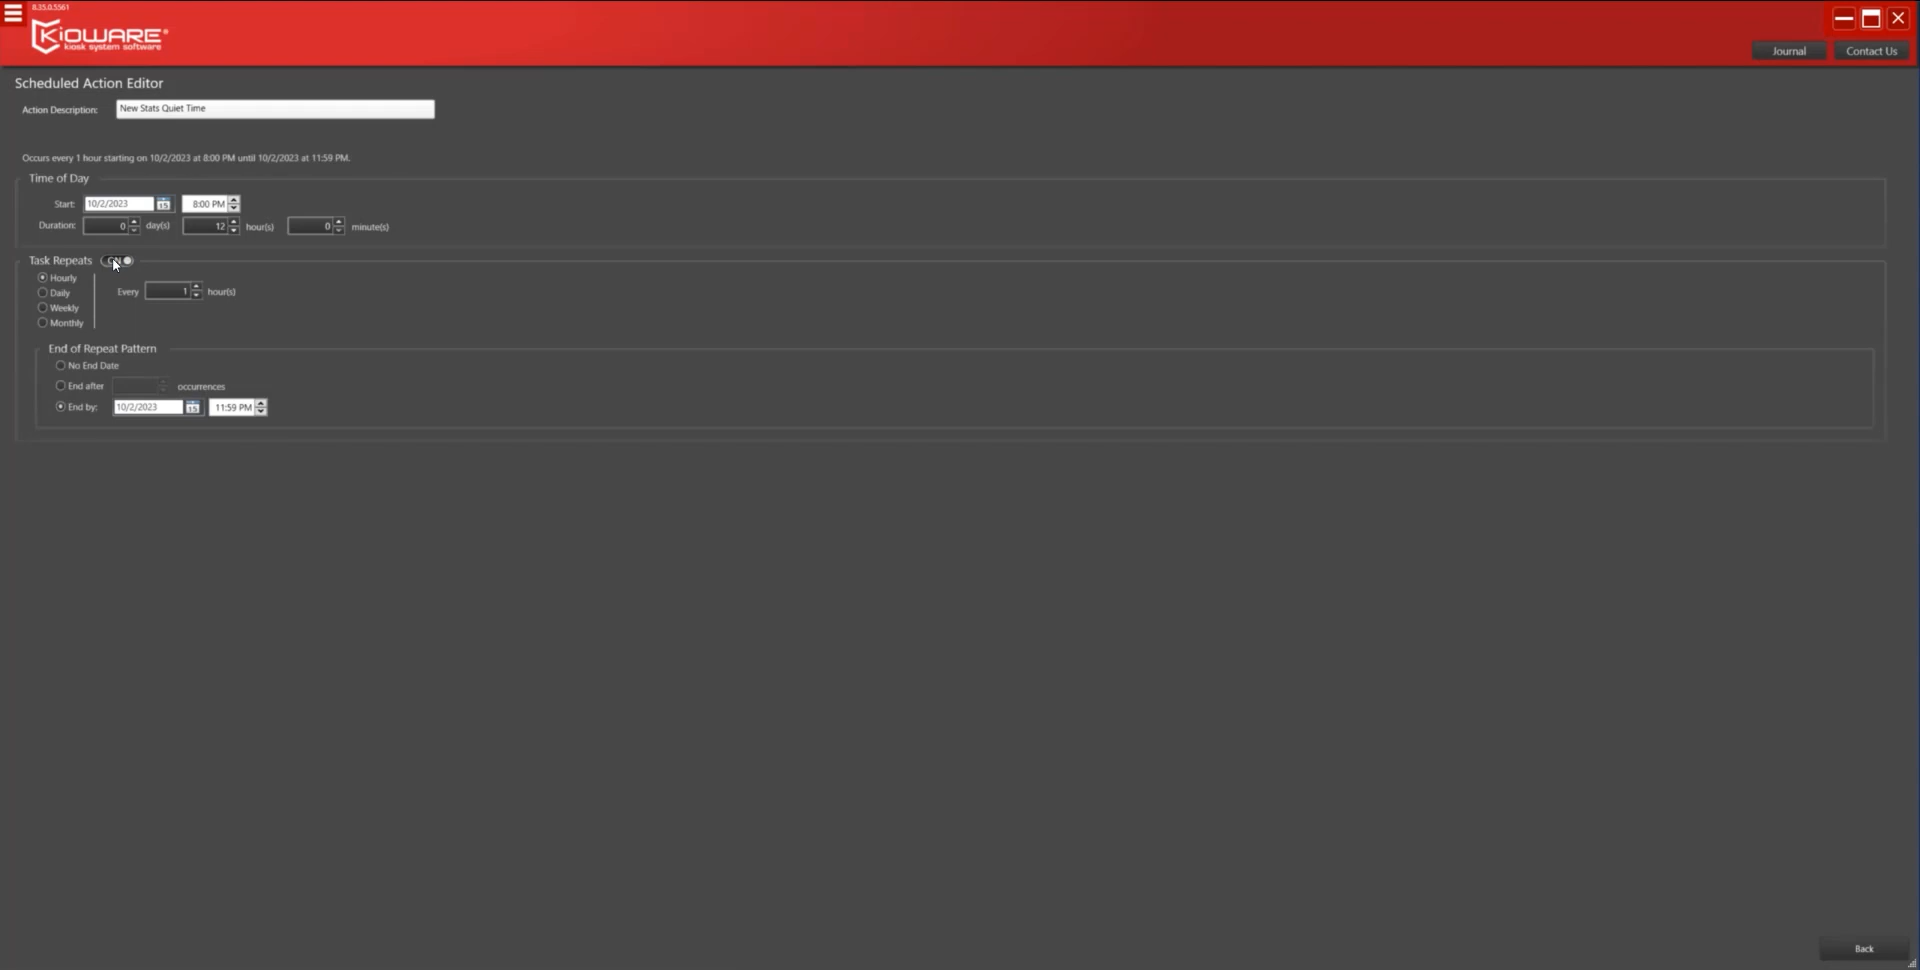 8.35.0.5561
KIOWARE®
kiosk system software
Journal
Contact Us
Scheduled Action Editor
Action Description: New Stats Quiet Time
Occurs every 1 hour starting on 10/2/2023 at 8:00 PM until 10/2/2023 at 11:59 PM.
Time of Day
Start: 10/2/2023 15 8:00 PM
Duration: 0 day(s) 12 hour(s) 0 minute(s)
Task Repeats ON
Hourly
Daily
Every 1 hour(s)
Weekly
Monthly
End of Repeat Pattern
No End Date
End after occurrences
End by: 10/2/2023 15 11:59 PM
Back